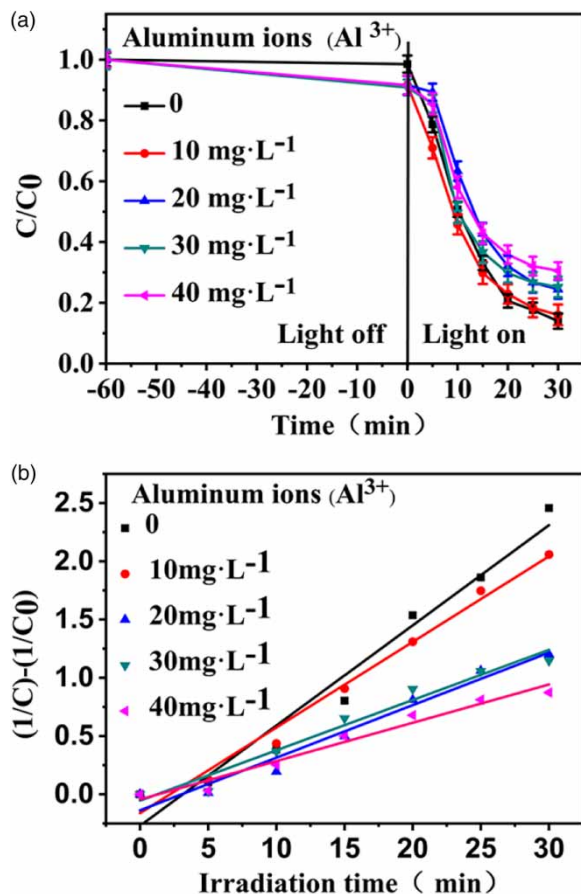 (a)
Aluminum ions (Al 3+)
1.0
0
0.8
10 mg·L-1
0.6
20 mg·L-1
0.4
30 mg·L-1
0.2
40 mg·L-1
0.0
C/C0
Light off
Light on
-60 -50 -40 -30 -20 -10 0 10 20 30
Time (min)
(b)
Aluminum ions (Al3+)
2.5
0
2.0
10mg·L-1
1.5
20mg·L-1
1.0
30mg·L-1
0.5
40mg·L-1
0.0
(1/C)-(1/C0)
0 5 10 15 20 25 30
Irradiation time ( min)